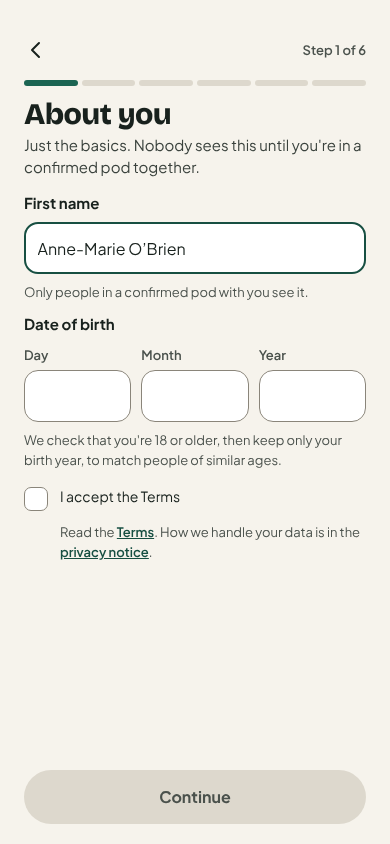 Step 1 of 6
About you
Just the basics. Nobody sees this until you're in a
confirmed pod together.
First name
Anne-Marie O’Brien
Only people in a confirmed pod with you see it.
Date of birth
Day Month Year
We check that you're 18 or older, then keep only your
birth year, to match people of similar ages.
I accept the Terms
Read the Terms. How we handle your data is in the
privacy notice.
Continue